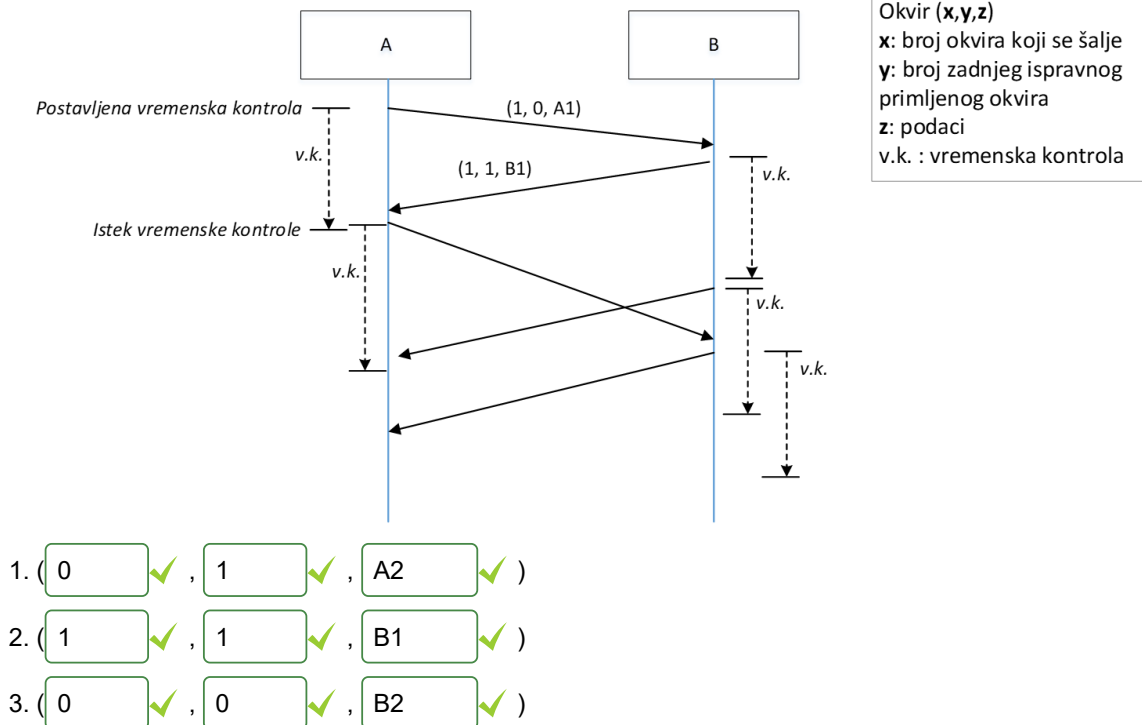 Okvir (x,y,z)
x: broj okvira koji se šalje
y: broj zadnjeg ispravnog
primljenog okvira
z: podaci
v.k. : vremenska kontrola
A
B
Postavljena vremenska kontrola
(1, 0, A1)
v.k.
(1, 1, B1)
v.k.
Istek vremenske kontrole
v.k.
v.k.
v.k.
1. ( 0 , 1 , A2 )
2. ( 1 , 1 , B1 )
3. ( 0 , 0 , B2 )